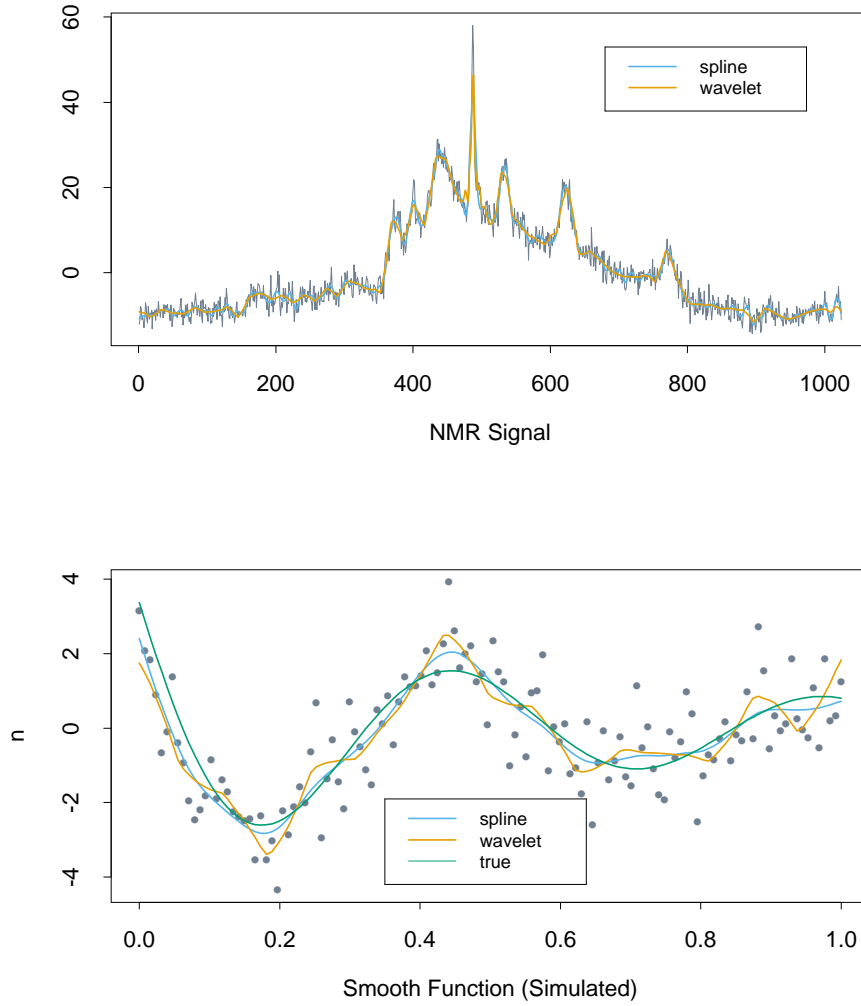 60
40
20
0
spline
wavelet
0 200 400 600 800 1000
NMR Signal
4
2
0
-2
-4
n
spline
wavelet
true
0.0 0.2 0.4 0.6 0.8 1.0
Smooth Function (Simulated)